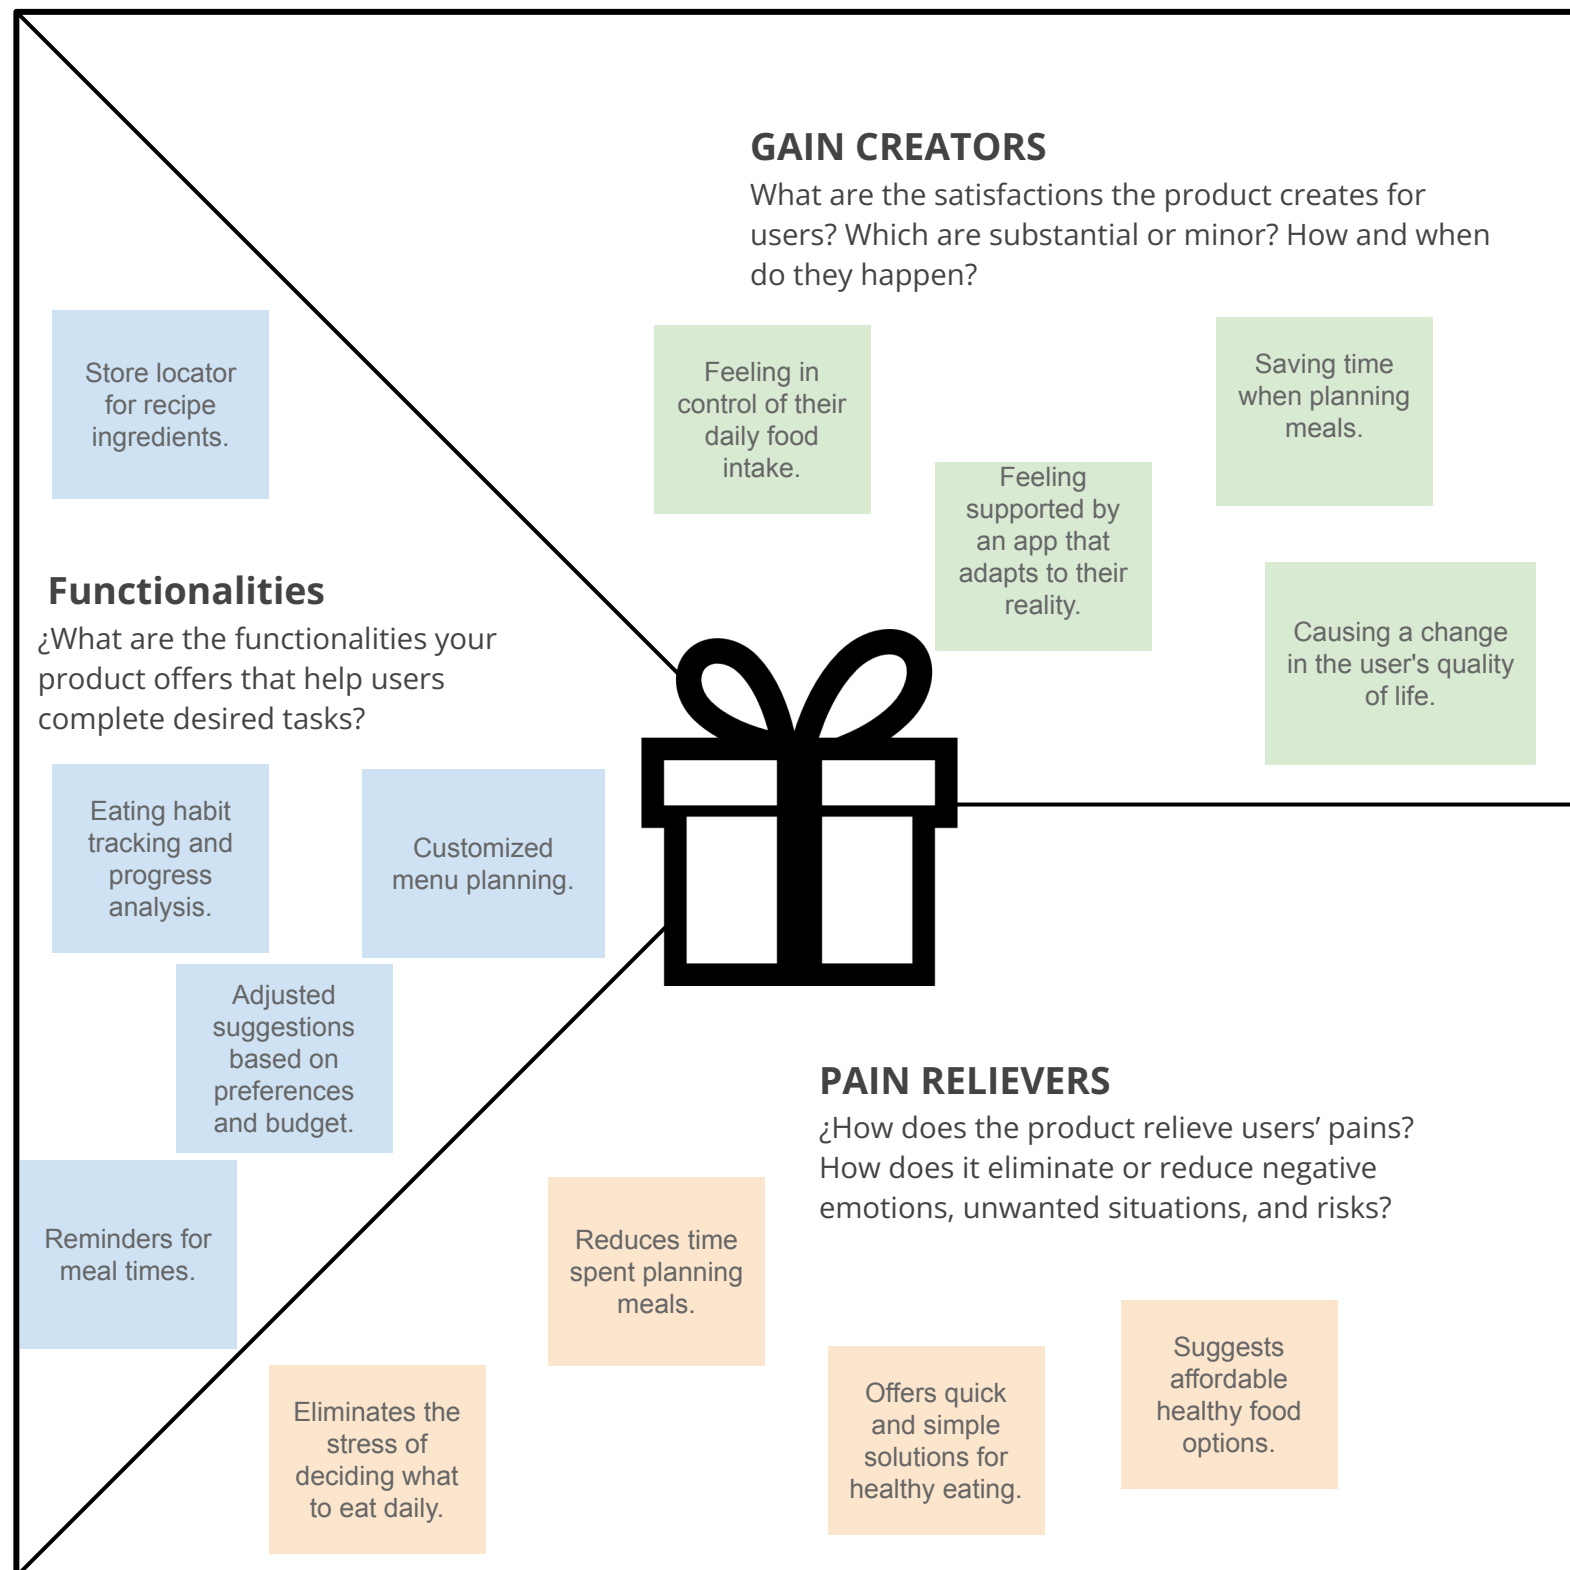 GAIN CREATORS
What are the satisfactions the product creates for
users? Which are substantial or minor? How and when
do they happen?
Store locator
for recipe
ingredients.
Feeling in
control of their
daily food
intake.
Saving time
when planning
meals.
Feeling
supported by
an app that
adapts to their
reality.
Causing a change
in the user's quality
of life.
Functionalities
¿What are the functionalities your
product offers that help users
complete desired tasks?
Eating habit
tracking and
progress
analysis.
Customized
menu planning.
Adjusted
suggestions
based on
preferences
and budget.
Reminders for
meal times.
PAIN RELIEVERS
¿How does the product relieve users’ pains?
How does it eliminate or reduce negative
emotions, unwanted situations, and risks?
Reduces time
spent planning
meals.
Eliminates the
stress of
deciding what
to eat daily.
Offers quick
and simple
solutions for
healthy eating.
Suggests
affordable
healthy food
options.